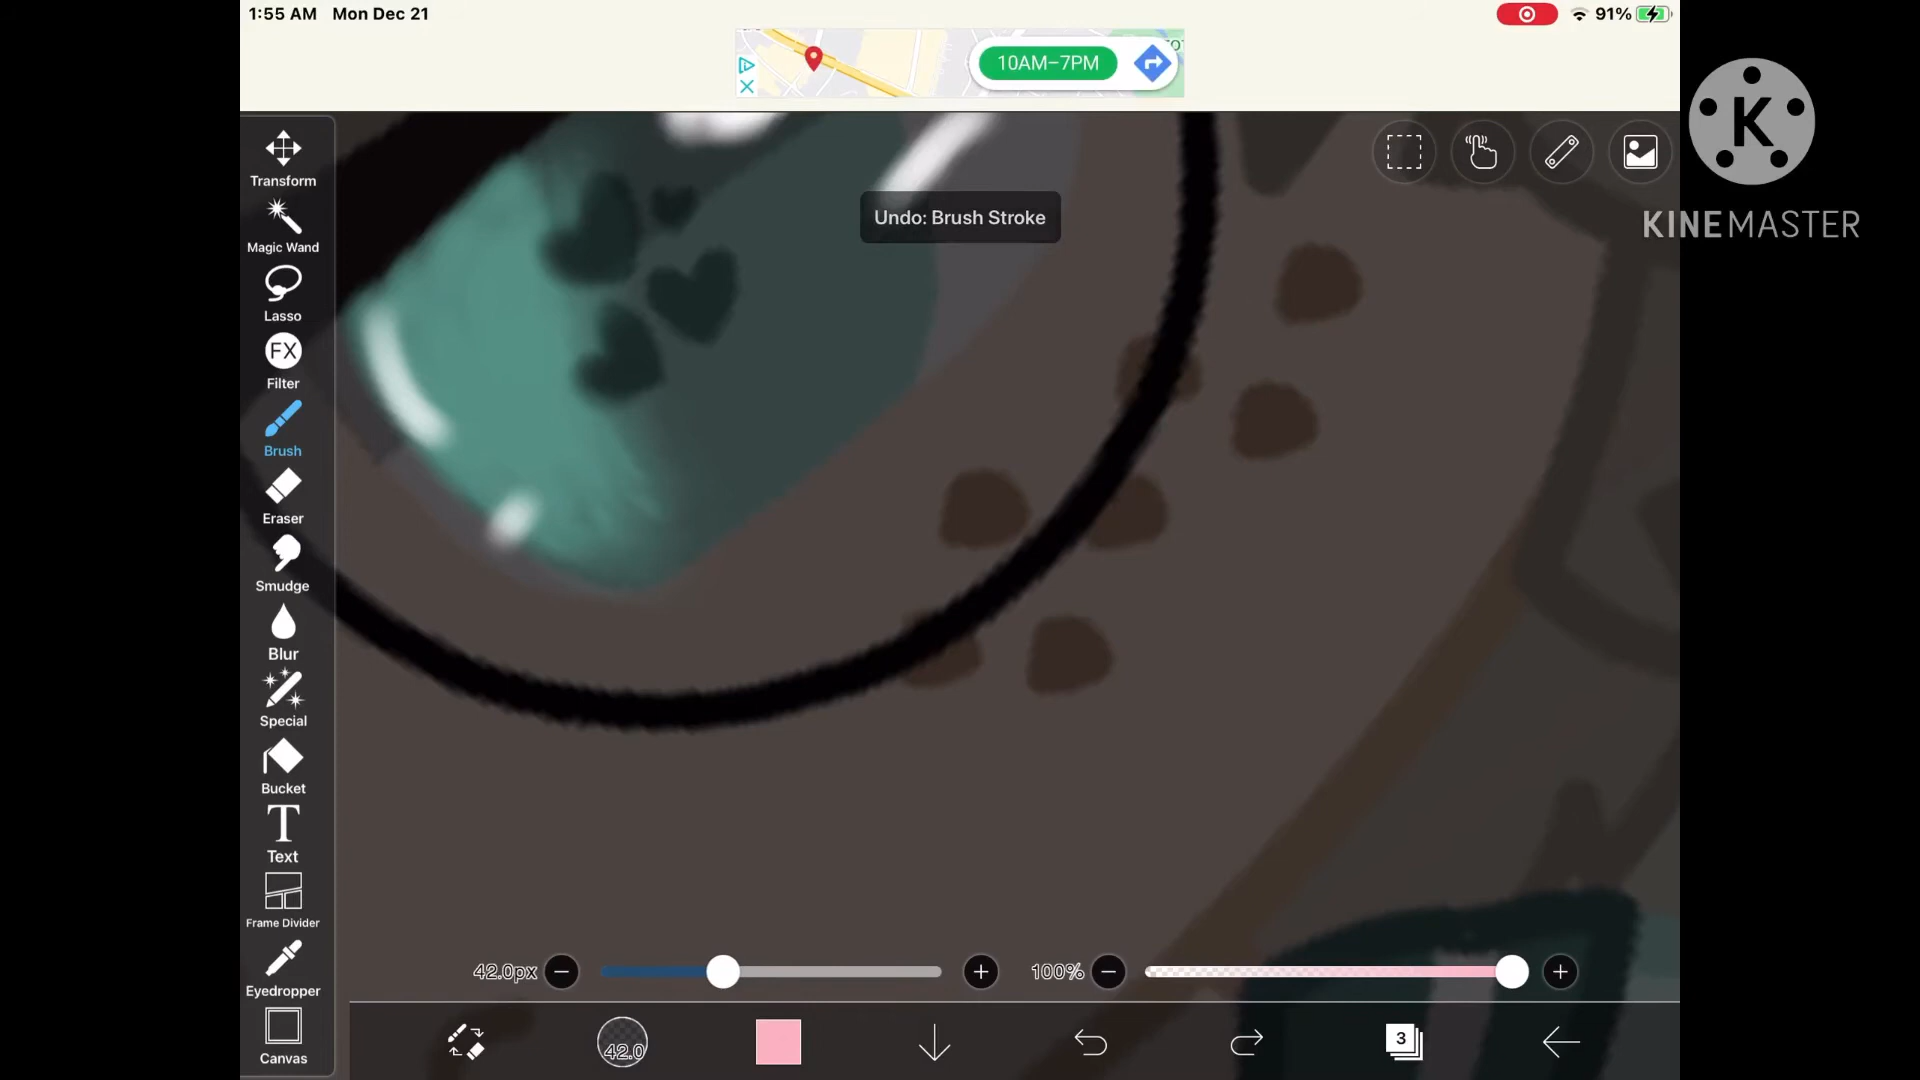 1:55 AM Mon Dec 21
91%
10AM–7PM
K
KINEMASTER
Undo: Brush Stroke
Transform
Magic Wand
Lasso
FX
Filter
Brush
Eraser
Smudge
Blur
Special
Bucket
T
Text
Frame Divider
Eyedropper
Canvas
42.0px
100%
42.0
3